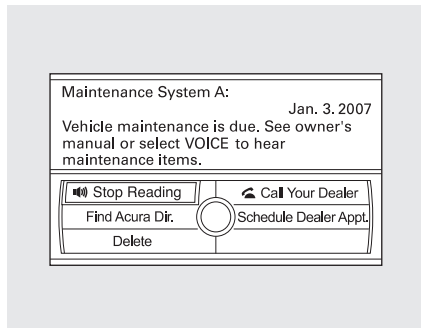 Maintenance System A:
Jan. 3. 2007
Vehicle maintenance is due. See owner's
manual or select VOICE to hear
maintenance items.
Stop Reading
Call Your Dealer
Find Acura Dir.
Schedule Dealer Appt.
Delete